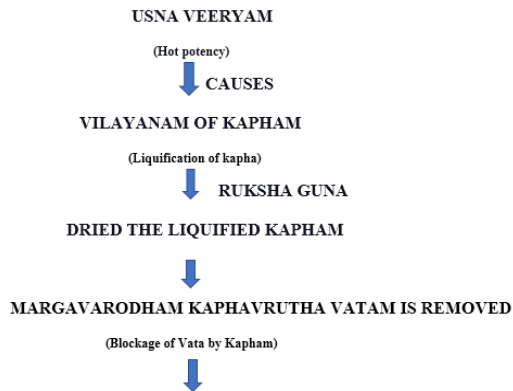 USNA VEERYAM
(Hot potency)
CAUSES
VILAYANAM OF KAPHAM
(Liquification of kapha)
RUKSHA GUNA
DRIED THE LIQUIFIED KAPHAM
MARGAVARODHAM KAPHAVRUTHA VATAM IS REMOVED
(Blockage of Vata by Kapham)